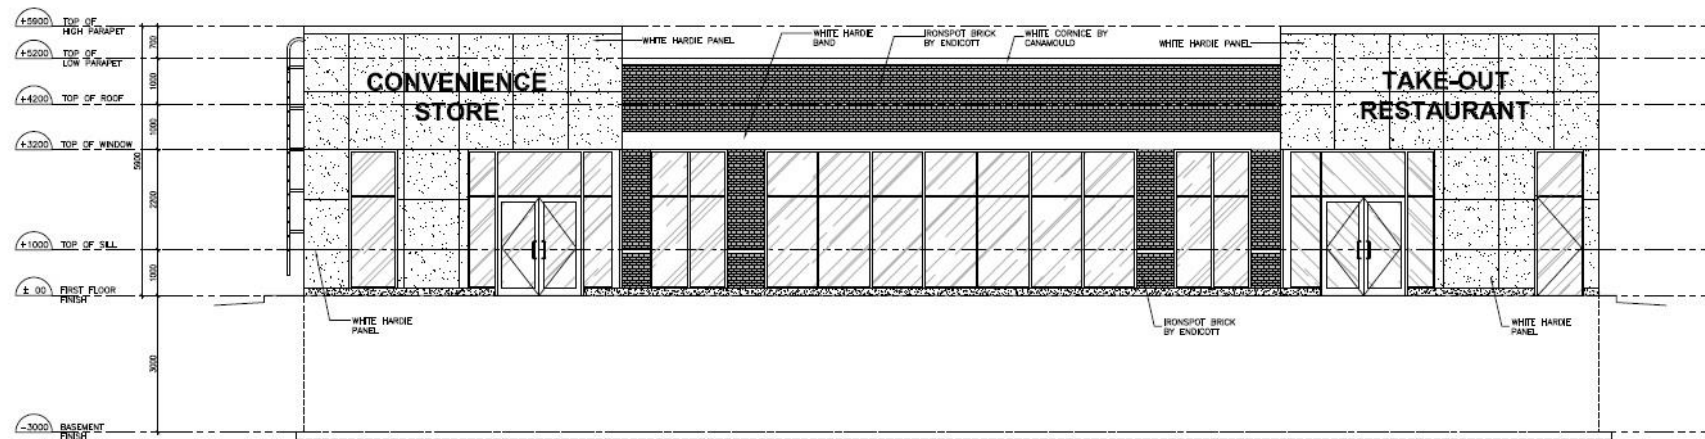 +5900 TOP OF
HIGH PARAPET
+5200 TOP OF
LOW PARAPET
+4200 TOP OF ROOF
+3200 TOP OF WINDOW
+1000 TOP OF SILL
± 00 FIRST FLOOR
FINISH
-3000 BASEMENT
FINISH
700
1000
1000
5900
2200
1000
3000
WHITE HARDIE PANEL
WHITE HARDIE
BAND
IRONSPOT BRICK
BY ENDICOTT
WHITE CORNICE BY
CANAMOULD
WHITE HARDIE PANEL
CONVENIENCE
STORE
TAKE-OUT
RESTAURANT
WHITE HARDIE
PANEL
IRONSPOT BRICK
BY ENDICOTT
WHITE HARDIE
PANEL